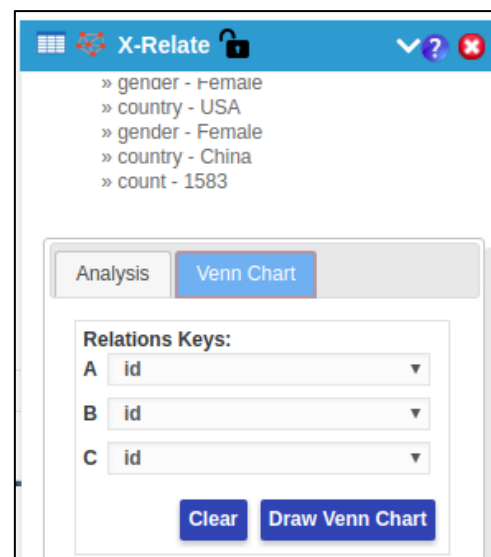 X-Relate ?
» gender - Female
» country - USA
» gender - Female
» country - China
» count - 1583
Analysis Venn Chart
Relations Keys:
A id
B id
C id
Clear Draw Venn Chart